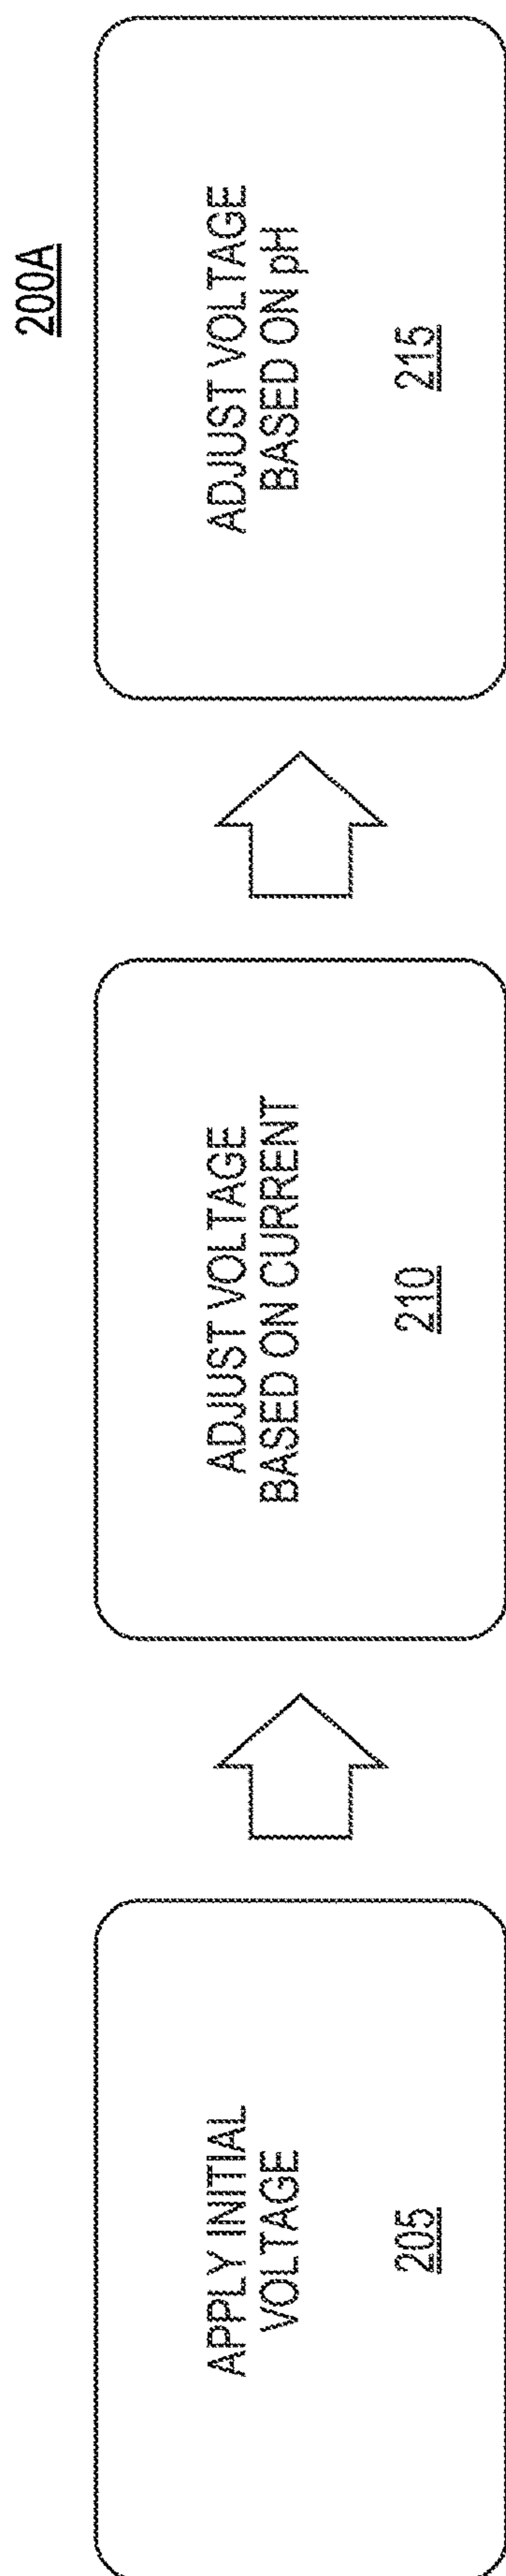 200A
APPLY INITIAL
VOLTAGE
205
ADJUST VOLTAGE
BASED ON CURRENT
210
ADJUST VOLTAGE
BASED ON pH
215